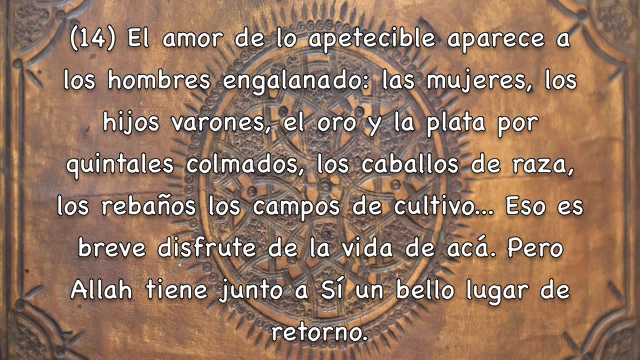 (14) El amor de lo apetecible aparece a
los hombres engalanado: las mujeres, los
hijos varones, el oro y la plata por
quintales colmados, los caballos de raza,
los rebaños los campos de cultivo... Eso es
breve disfrute de la vida de acá. Pero
Allah tiene junto a Sí un bello lugar de
retorno.